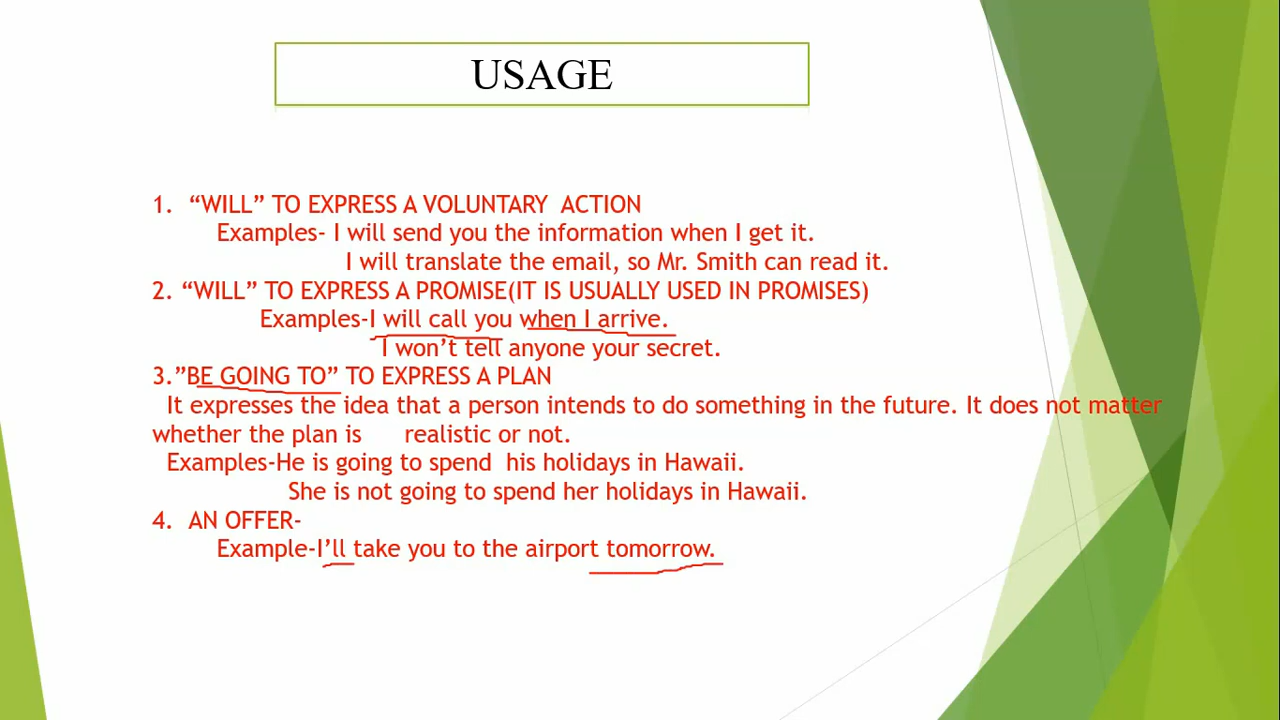 USAGE
1. “WILL” TO EXPRESS A VOLUNTARY ACTION
Examples- I will send you the information when I get it.
I will translate the email, so Mr. Smith can read it.
2. “WILL” TO EXPRESS A PROMISE(IT IS USUALLY USED IN PROMISES)
Examples-I will call you when I arrive.
I won’t tell anyone your secret.
3.”BE GOING TO” TO EXPRESS A PLAN
It expresses the idea that a person intends to do something in the future. It does not matter
whether the plan is realistic or not.
Examples-He is going to spend his holidays in Hawaii.
She is not going to spend her holidays in Hawaii.
4. AN OFFER-
Example-I’ll take you to the airport tomorrow.